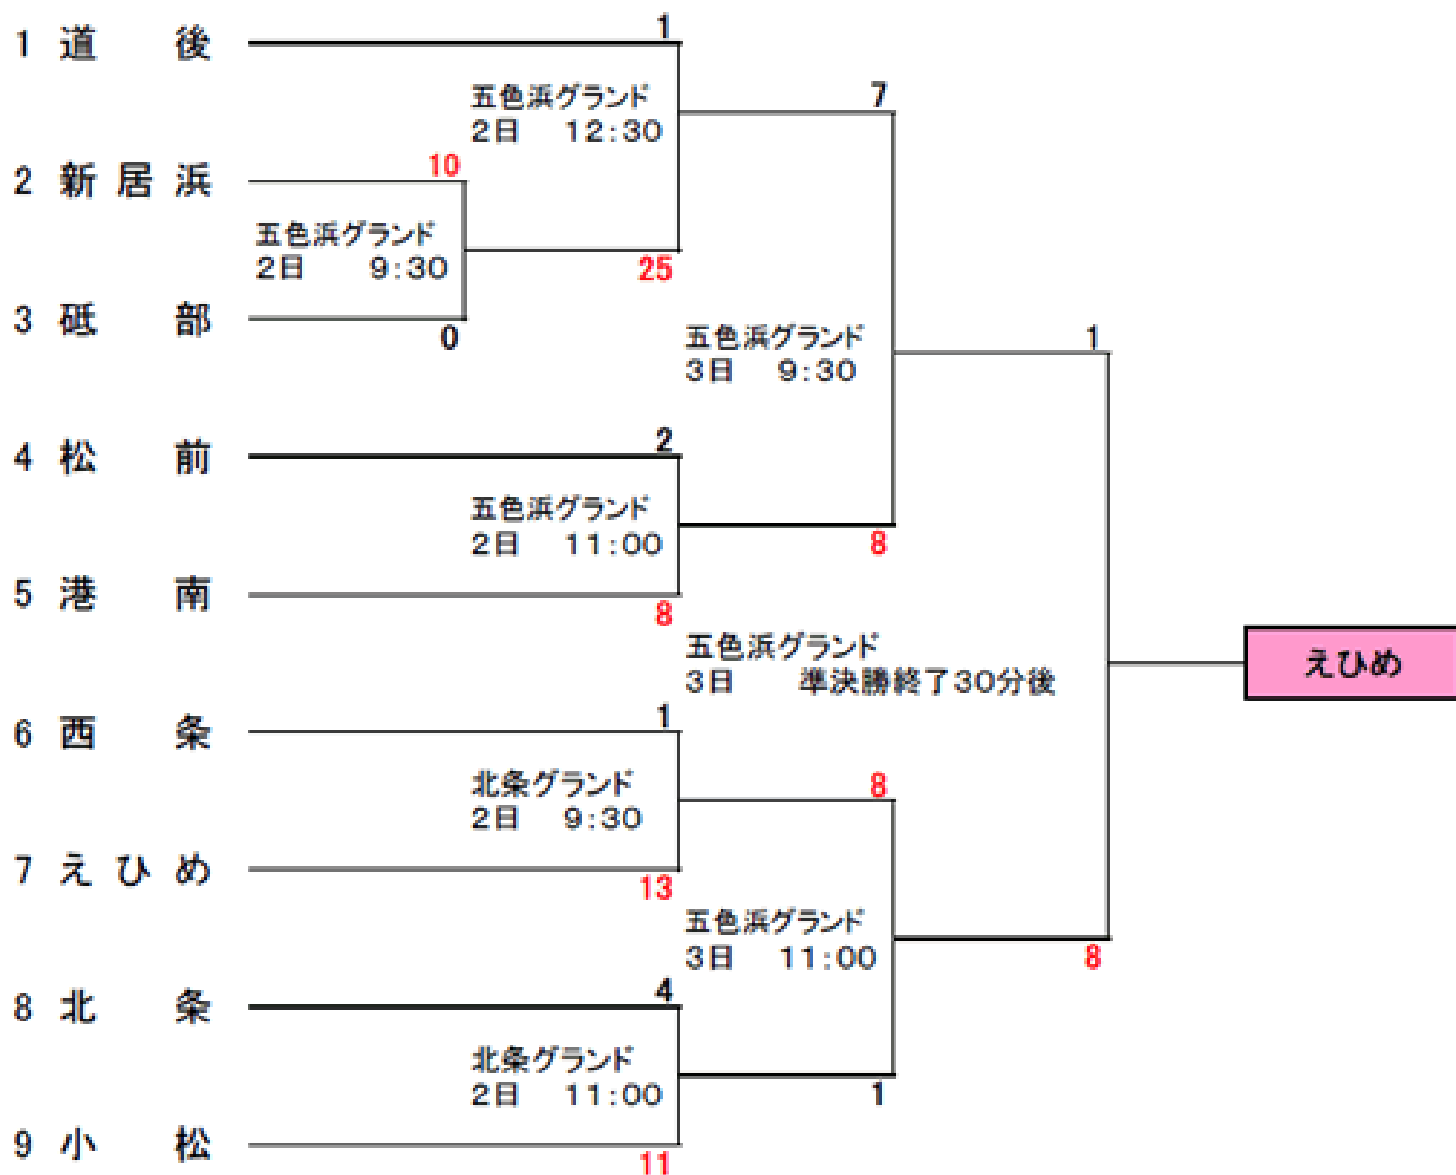 1
1 道 後
五色浜グランド
2日 12:30
7
10
2 新居浜
五色浜グランド
2日 9:30
25
3 砥 部
0
五色浜グランド
3日 9:30
1
2
4 松 前
五色浜グランド
2日 11:00
8
5 港 南
8
五色浜グランド
3日 準決勝終了30分後
えひめ
1
6 西 条
北条グランド
2日 9:30
8
7 えひめ
13
五色浜グランド
3日 11:00
8
4
8 北 条
北条グランド
2日 11:00
1
9 小 松
11